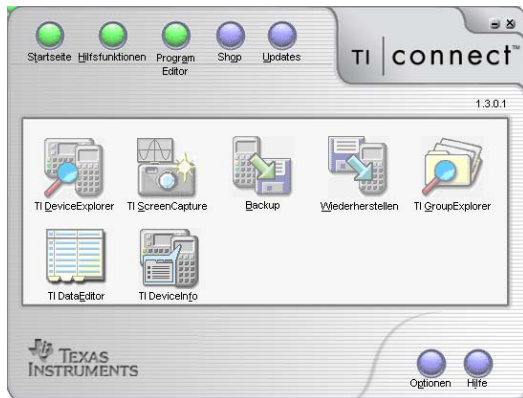 Startseite Hilfsfunktionen Program Editor Shop Updates
TI connect™
1.3.0.1
TI DeviceExplorer TI ScreenCapture Backup Wiederherstellen TI GroupExplorer
TI DataEditor TI DeviceInfo
TEXAS
INSTRUMENTS
Optionen Hilfe